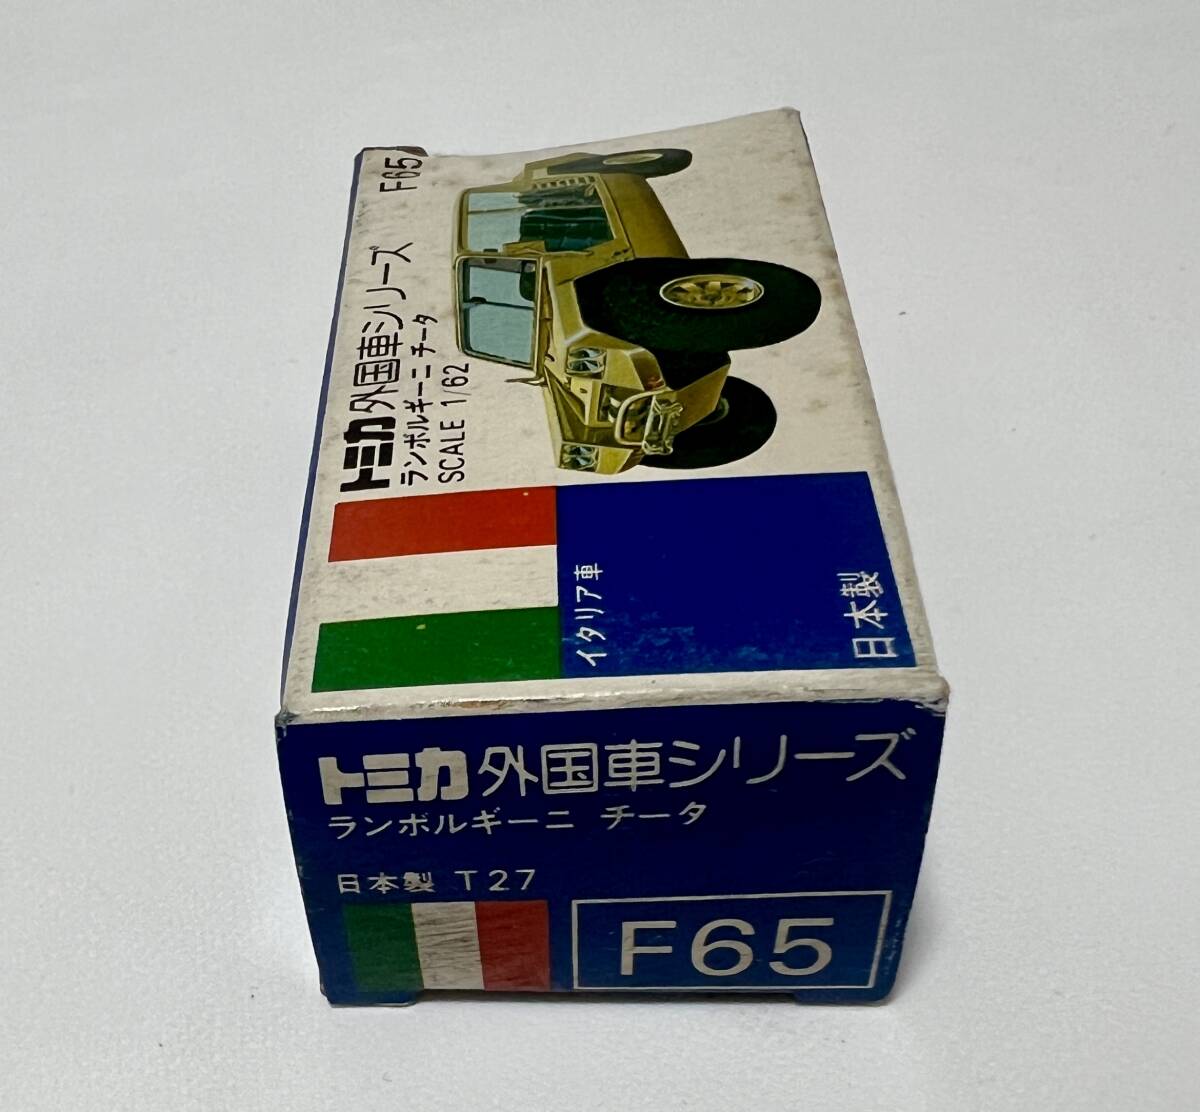 トミカ 外国車シリーズ F65
ランボルギーニ チータ
SCALE 1/62
イタリア車
日本製
トミカ 外国車シリーズ
ランボルギーニ チータ
日本製 T27
F65